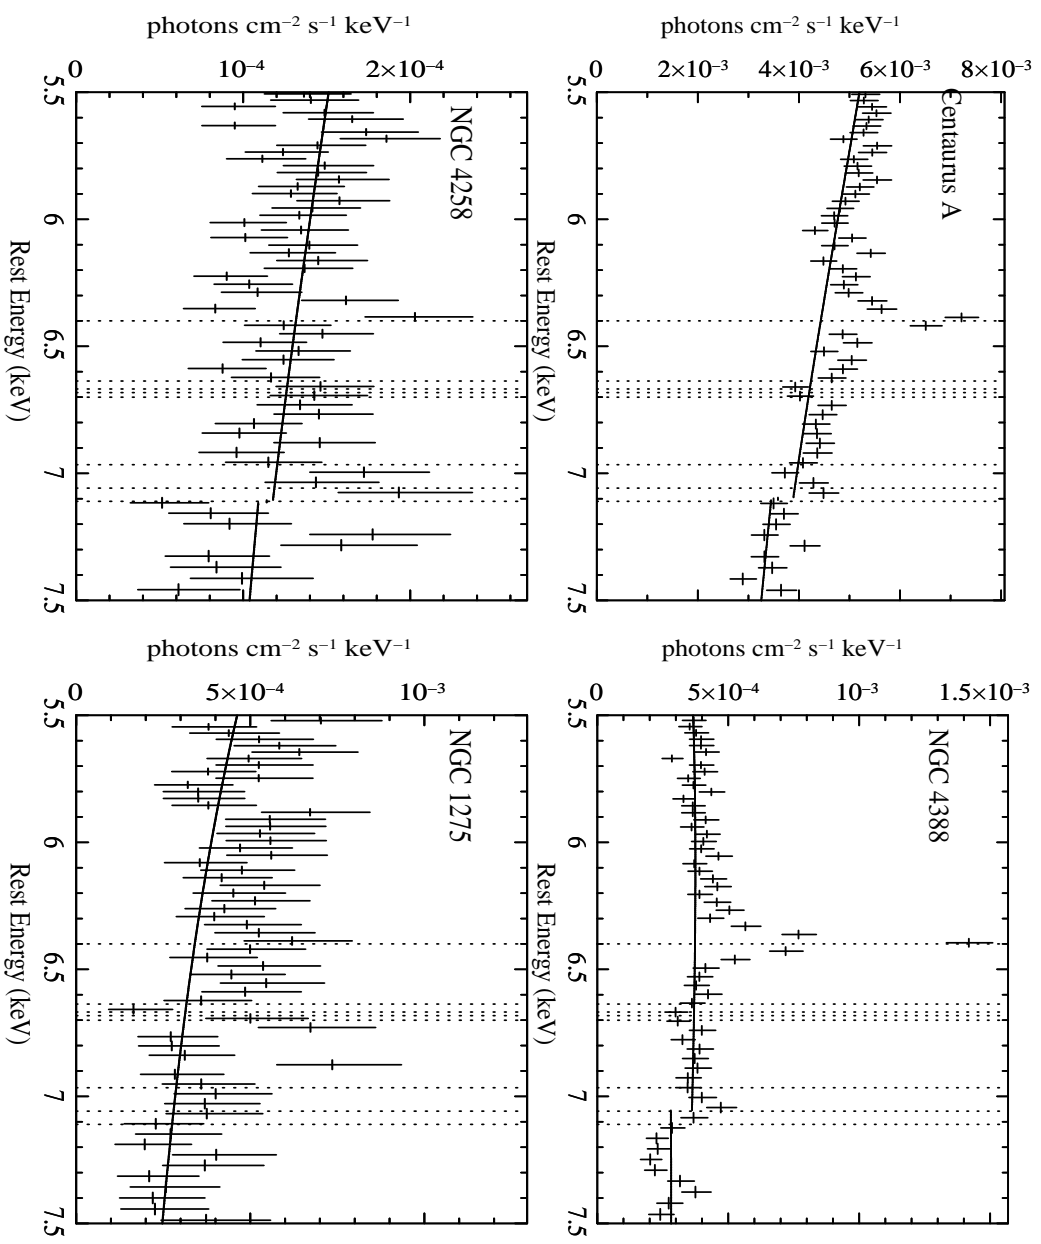 photons cm⁻² s⁻¹ keV⁻¹
0 10⁻⁴ 2×10⁻⁴
NGC 4258
5.5 6 6.5 7 7.5
Rest Energy (keV)
photons cm⁻² s⁻¹ keV⁻¹
0 2×10⁻³ 4×10⁻³ 6×10⁻³ 8×10⁻³
Centaurus A
5.5 6 6.5 7 7.5
Rest Energy (keV)
photons cm⁻² s⁻¹ keV⁻¹
0 5×10⁻⁴ 10⁻³
NGC 1275
5.5 6 6.5 7 7.5
Rest Energy (keV)
photons cm⁻² s⁻¹ keV⁻¹
0 5×10⁻⁴ 10⁻³ 1.5×10⁻³
NGC 4388
5.5 6 6.5 7 7.5
Rest Energy (keV)